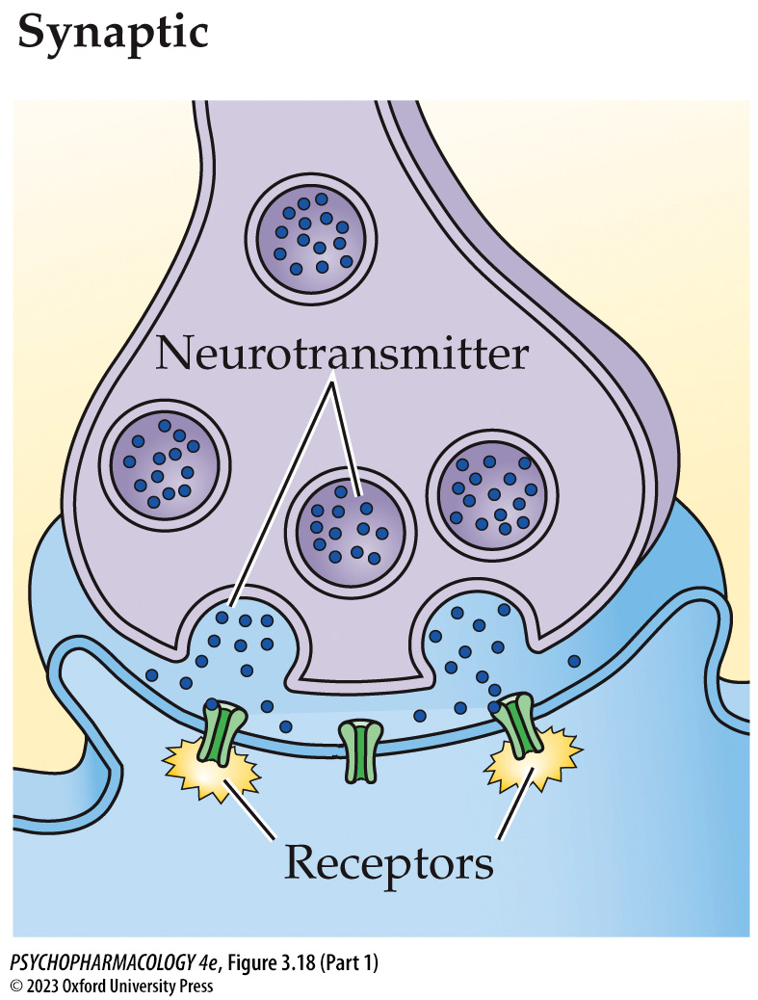 Synaptic
Neurotransmitter
Receptors
PSYCHOPHARMACOLOGY 4e, Figure 3.18 (Part 1)
© 2023 Oxford University Press